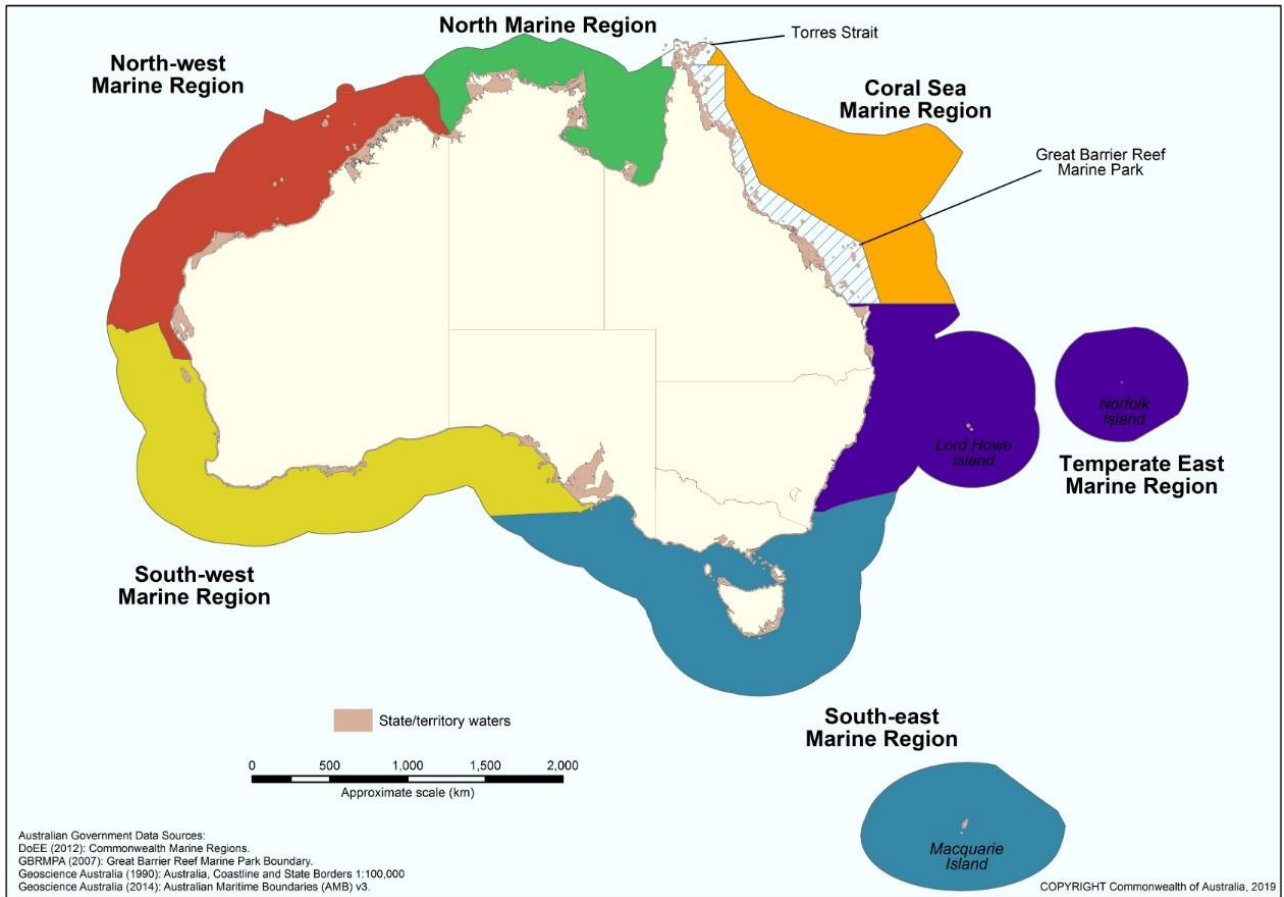 North Marine Region
Torres Strait
North-west
Marine Region
Coral Sea
Marine Region
Great Barrier Reef
Marine Park
Norfolk
Island
Lord Howe
Island
Temperate East
Marine Region
South-west
Marine Region
South-east
Marine Region
State/territory waters
0 500 1,000 1,500 2,000
Approximate scale (km)
Macquarie
Island
Australian Government Data Sources:
DoEE (2012): Commonwealth Marine Regions.
GBRMPA (2007): Great Barrier Reef Marine Park Boundary.
Geoscience Australia (1990): Australia, Coastline and State Borders 1:100,000
Geoscience Australia (2014): Australian Maritime Boundaries (AMB) v3.
COPYRIGHT Commonwealth of Australia, 2019